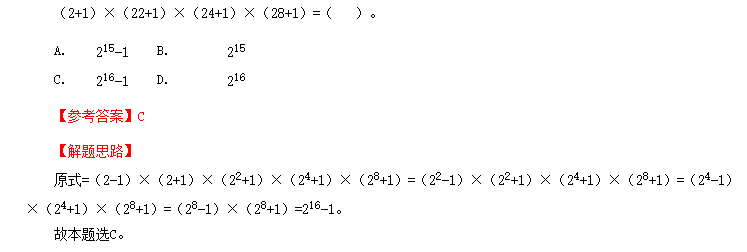 （2+1）×（22+1）×（24+1）×（28+1）=（   ）。
A. 2¹⁵−1 B. 2¹⁵
C. 2¹⁶−1 D. 2¹⁶
【参考答案】C
【解题思路】
原式=（2−1）×（2+1）×（2²+1）×（2⁴+1）×（2⁸+1）=（2²−1）×（2²+1）×（2⁴+1）×（2⁸+1）=（2⁴−1）
×（2⁴+1）×（2⁸+1）=（2⁸−1）×（2⁸+1）=2¹⁶−1。
故本题选C。